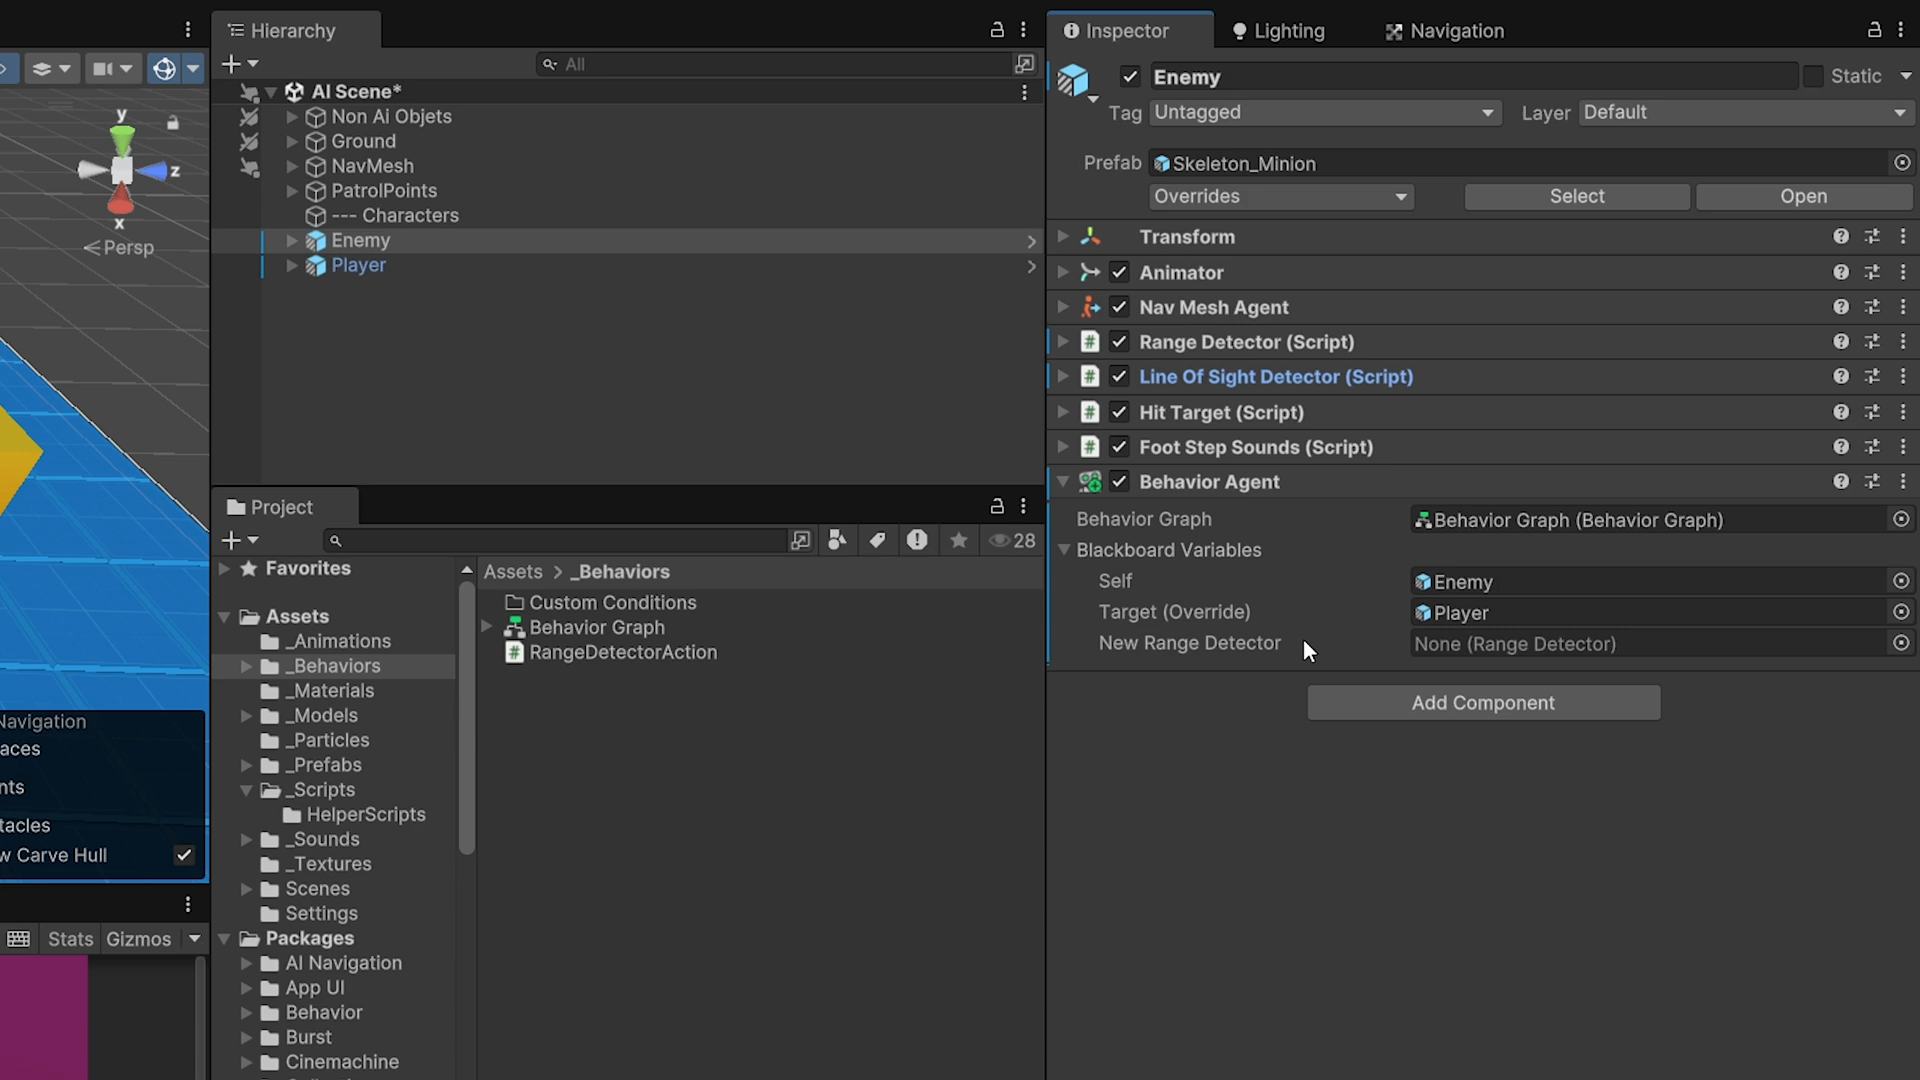 Hierarchy
All
AI Scene*
Non Ai Objets
Ground
NavMesh
PatrolPoints
--- Characters
Enemy
Player
y
z
x
Persp
Navigation
aces
nts
tacles
w Carve Hull
Stats
Gizmos
Project
28
Favorites
Assets
_Animations
_Behaviors
_Materials
_Models
_Particles
_Prefabs
_Scripts
HelperScripts
_Sounds
_Textures
Scenes
Settings
Packages
AI Navigation
App UI
Behavior
Burst
Cinemachine
Assets > _Behaviors
Custom Conditions
Behavior Graph
RangeDetectorAction
Inspector
Lighting
Navigation
Enemy
Static
Tag Untagged
Layer Default
Prefab Skeleton_Minion
Overrides
Select
Open
Transform
Animator
Nav Mesh Agent
Range Detector (Script)
Line Of Sight Detector (Script)
Hit Target (Script)
Foot Step Sounds (Script)
Behavior Agent
Behavior Graph Behavior Graph (Behavior Graph)
Blackboard Variables
Self Enemy
Target (Override) Player
New Range Detector None (Range Detector)
Add Component